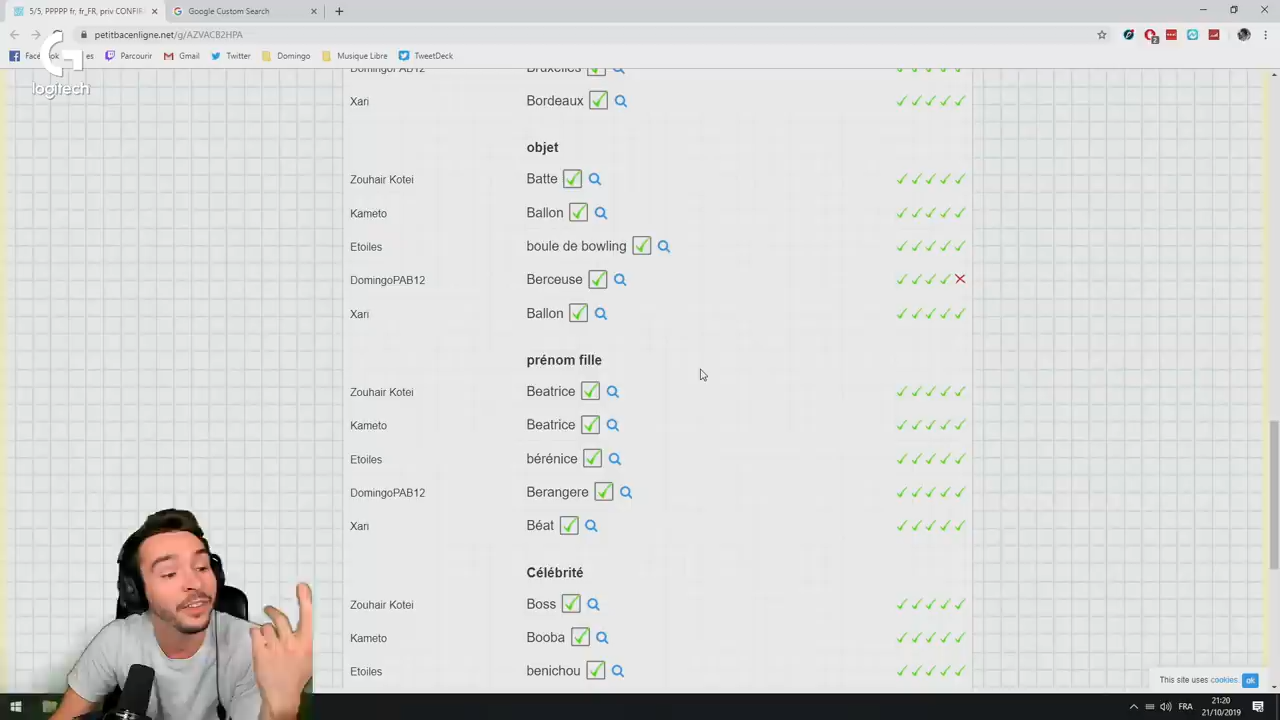 5/5, PPPPP fr, fr_FR, priv CONFIR
Google Custom Search
petitbacenligne.net/g/AZVACB2HPA
es
Parcourir
Gmail
Twitter
Domingo
Musique Libre
TweetDeck
logitech
Bruxelles
Xari
Bordeaux
objet
Zouhair Kotei
Batte
Kameto
Ballon
Etoiles
boule de bowling
DomingoPAB12
Berceuse
Xari
Ballon
prénom fille
Zouhair Kotei
Beatrice
Kameto
Beatrice
Etoiles
bérénice
DomingoPAB12
Berangere
Xari
Béat
Célébrité
Zouhair Kotei
Boss
Kameto
Booba
Etoiles
benichou
This site uses cookies.
ok
FRA
21:20
21/10/2019